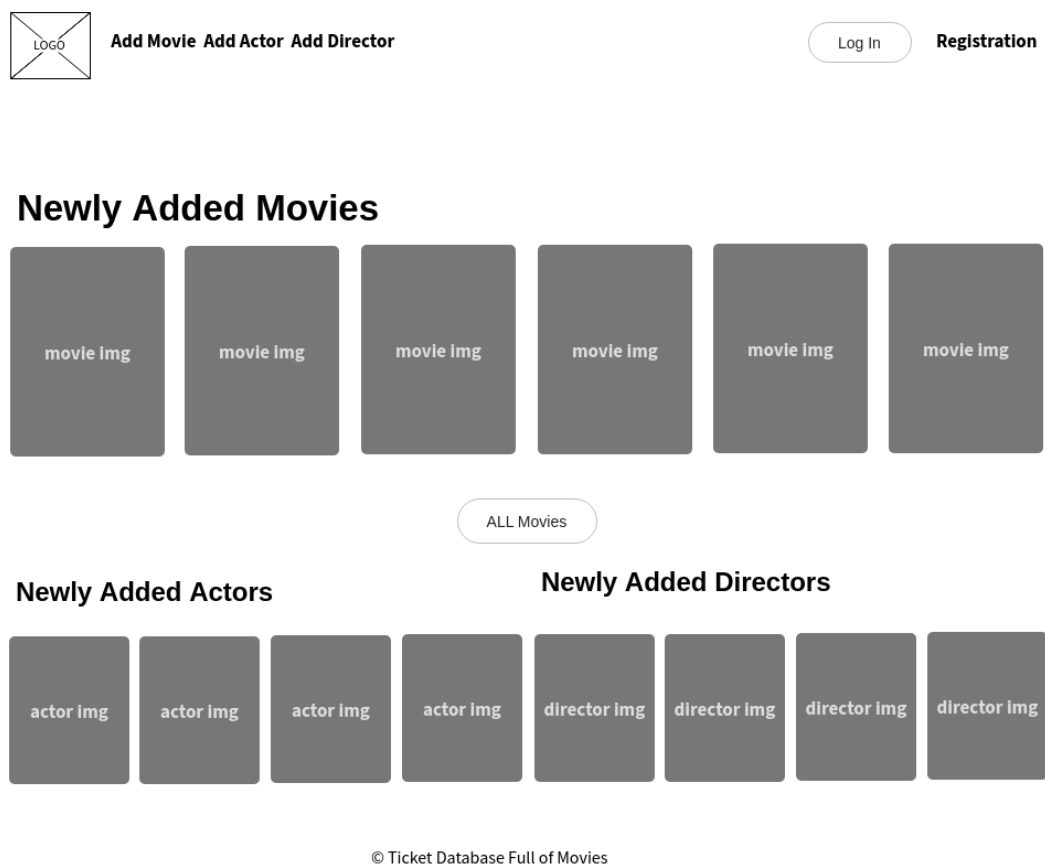 LOGO Add Movie Add Actor Add Director Log In Registration
Newly Added Movies
movie img movie img movie img movie img movie img movie img
ALL Movies
Newly Added Actors Newly Added Directors
actor img actor img actor img actor img director img director img director img director img
© Ticket Database Full of Movies